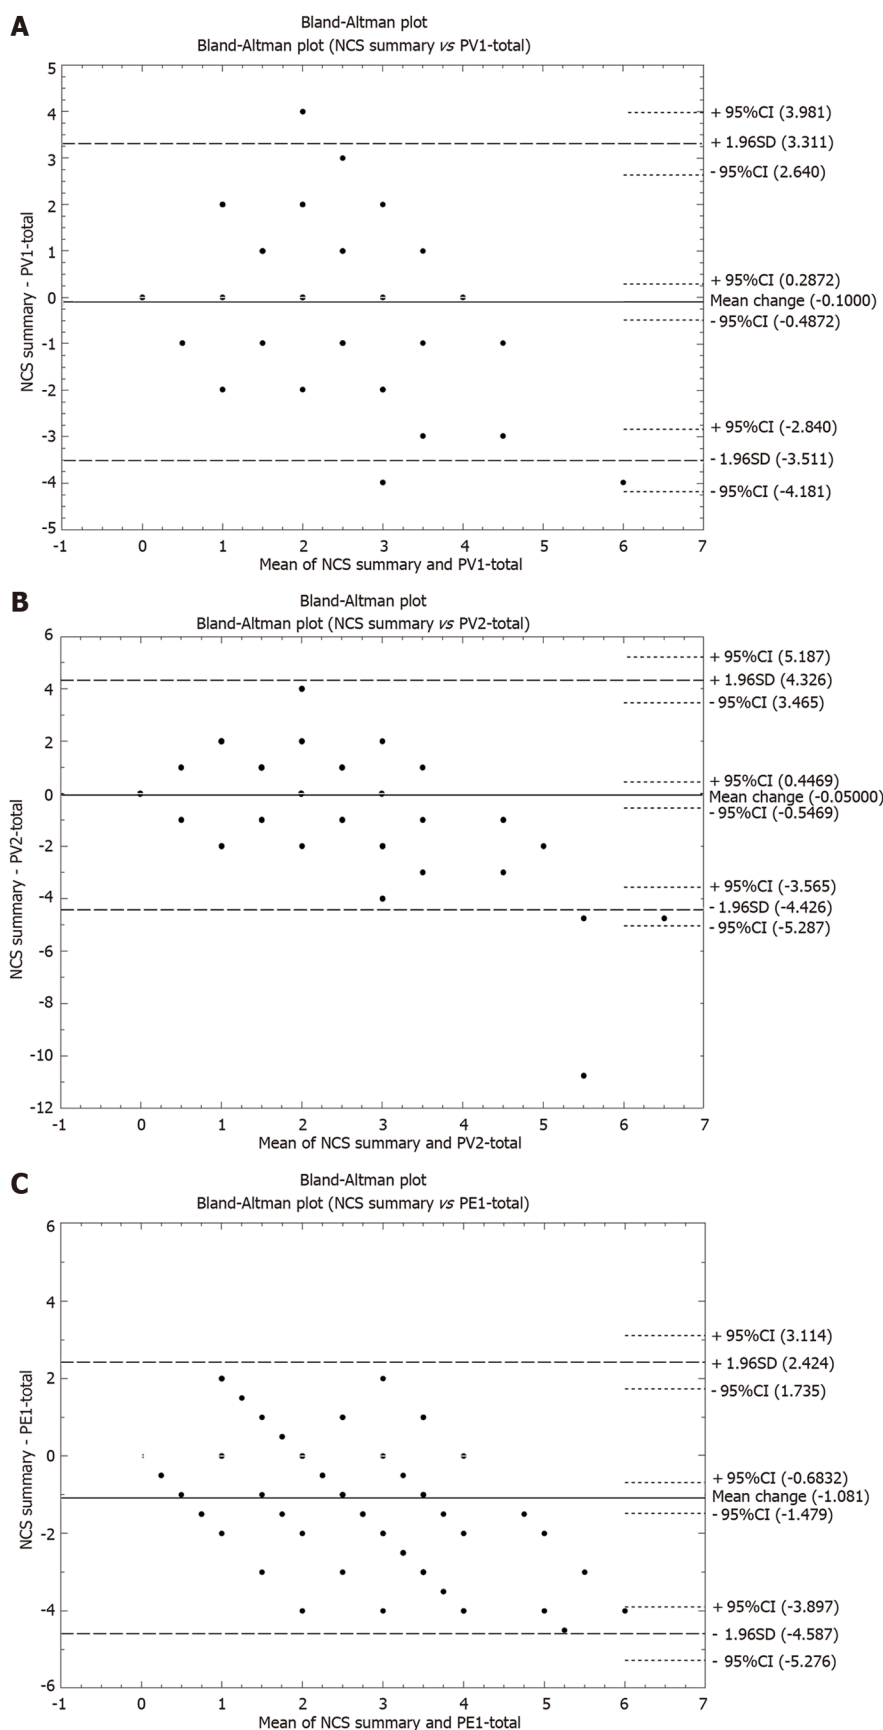 A
Bland-Altman plot
Bland-Altman plot (NCS summary vs PV1-total)
5
4
3
2
1
0
-1
-2
-3
-4
-5
NCS summary - PV1-total
+ 95%CI (3.981)
+ 1.96SD (3.311)
- 95%CI (2.640)
+ 95%CI (0.2872)
Mean change (-0.1000)
- 95%CI (-0.4872)
+ 95%CI (-2.840)
- 1.96SD (-3.511)
- 95%CI (-4.181)
-1 0 1 2 3 4 5 6 7
Mean of NCS summary and PV1-total
B
Bland-Altman plot
Bland-Altman plot (NCS summary vs PV2-total)
6
4
2
0
-2
-4
-6
-8
-10
-12
NCS summary - PV2-total
+ 95%CI (5.187)
+ 1.96SD (4.326)
- 95%CI (3.465)
+ 95%CI (0.4469)
Mean change (-0.05000)
- 95%CI (-0.5469)
+ 95%CI (-3.565)
- 1.96SD (-4.426)
- 95%CI (-5.287)
-1 0 1 2 3 4 5 6 7
Mean of NCS summary and PV2-total
C
Bland-Altman plot
Bland-Altman plot (NCS summary vs PE1-total)
6
4
2
0
-2
-4
-6
NCS summary - PE1-total
+ 95%CI (3.114)
+ 1.96SD (2.424)
- 95%CI (1.735)
+ 95%CI (-0.6832)
Mean change (-1.081)
- 95%CI (-1.479)
+ 95%CI (-3.897)
- 1.96SD (-4.587)
- 95%CI (-5.276)
-1 0 1 2 3 4 5 6 7
Mean of NCS summary and PE1-total